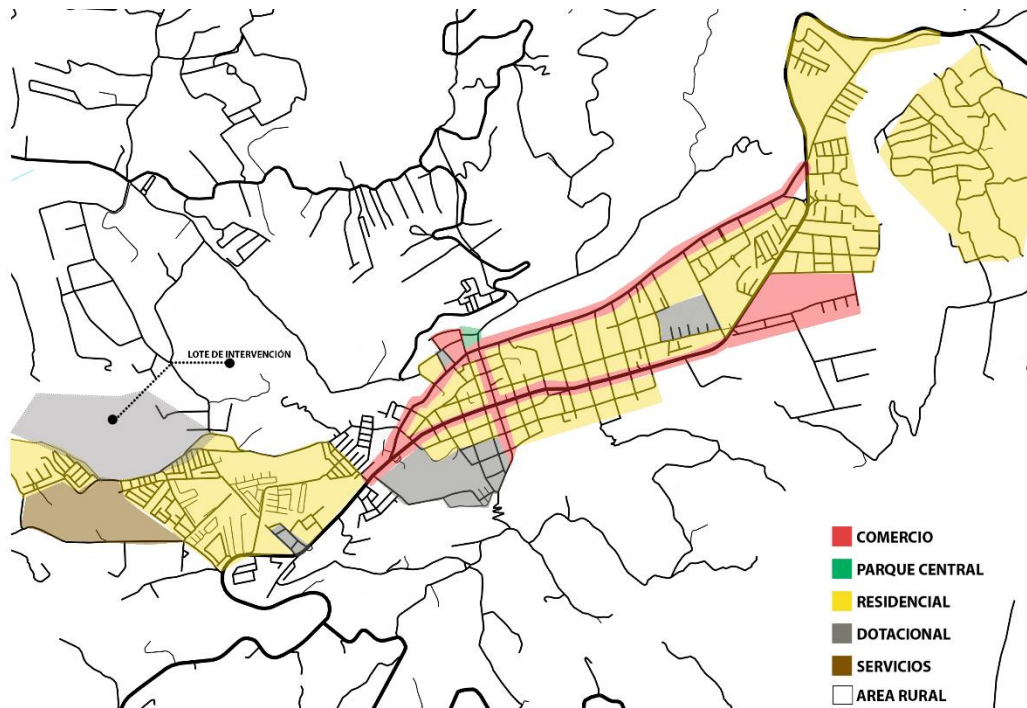 LOTE DE INTERVENCIÓN
COMERCIO
PARQUE CENTRAL
RESIDENCIAL
DOTACIONAL
SERVICIOS
AREA RURAL